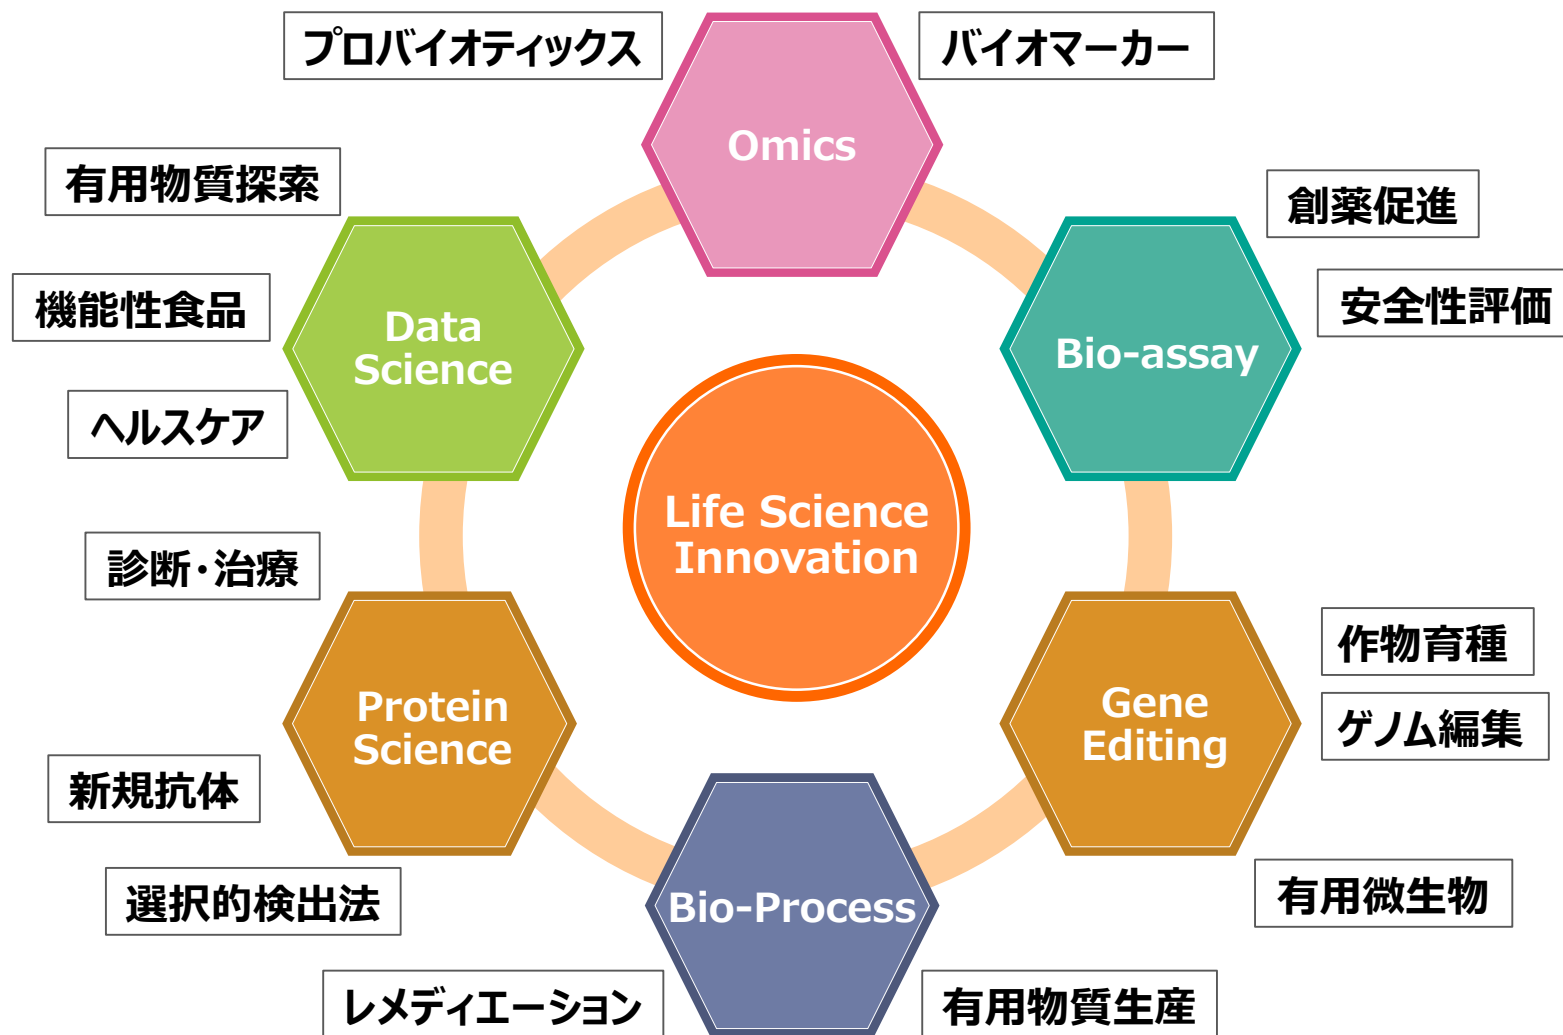 プロバイオティックス
バイオマーカー
Omics
有用物質探索
創薬促進
機能性食品
安全性評価
Data
Science
Bio-assay
ヘルスケア
Life Science
Innovation
診断・治療
作物育種
Protein
Science
Gene
Editing
ゲノム編集
新規抗体
選択的検出法
Bio-Process
有用微生物
レメディエーション
有用物質生産